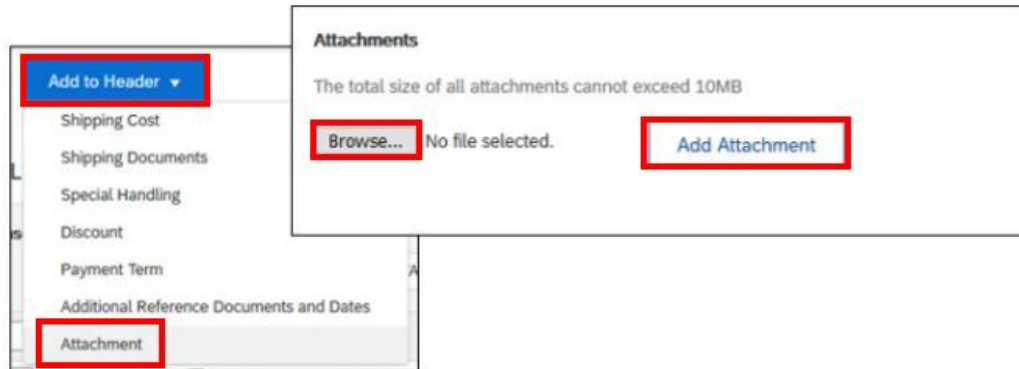 Add to Header
Shipping Cost
Shipping Documents
Special Handling
Discount
Payment Term
Additional Reference Documents and Dates
Attachment
Attachments
The total size of all attachments cannot exceed 10MB
Browse... No file selected. Add Attachment